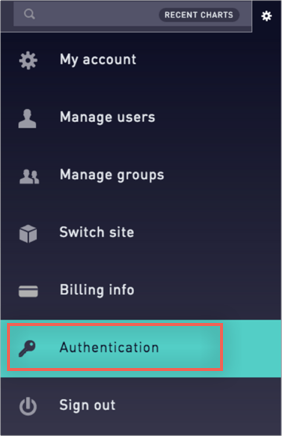 RECENT CHARTS
My account
Manage users
Manage groups
Switch site
Billing info
Authentication
Sign out